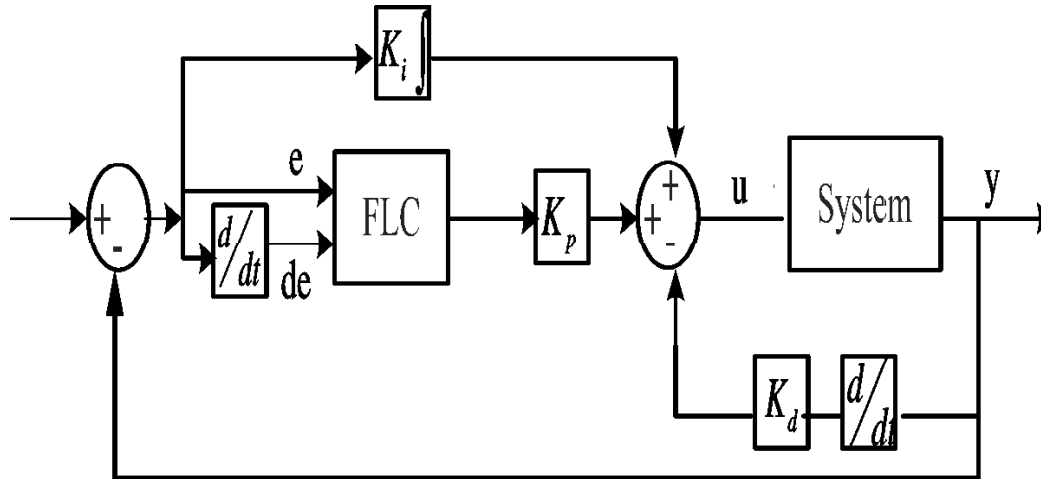 K_i ∫
e
+
-
d/dt
de
FLC
K_p
+
+
-
u
System
y
K_d
d/dt